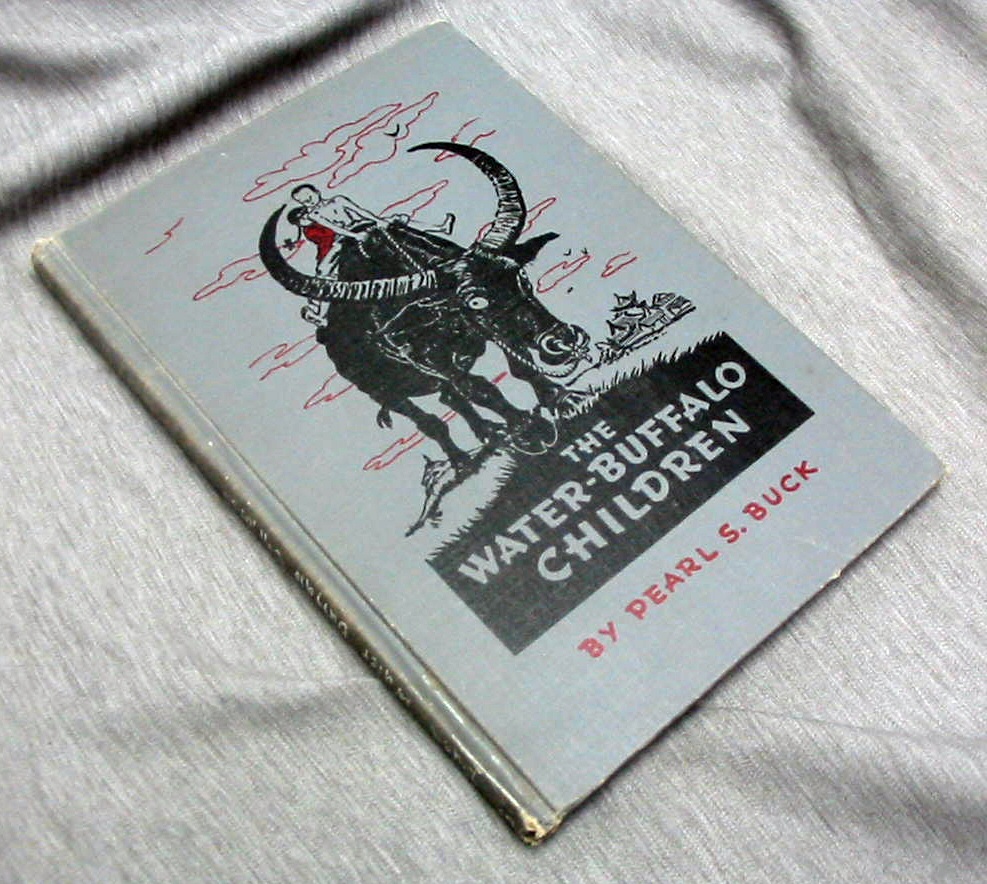 THE
WATER-BUFFALO
CHILDREN
BY PEARL S. BUCK